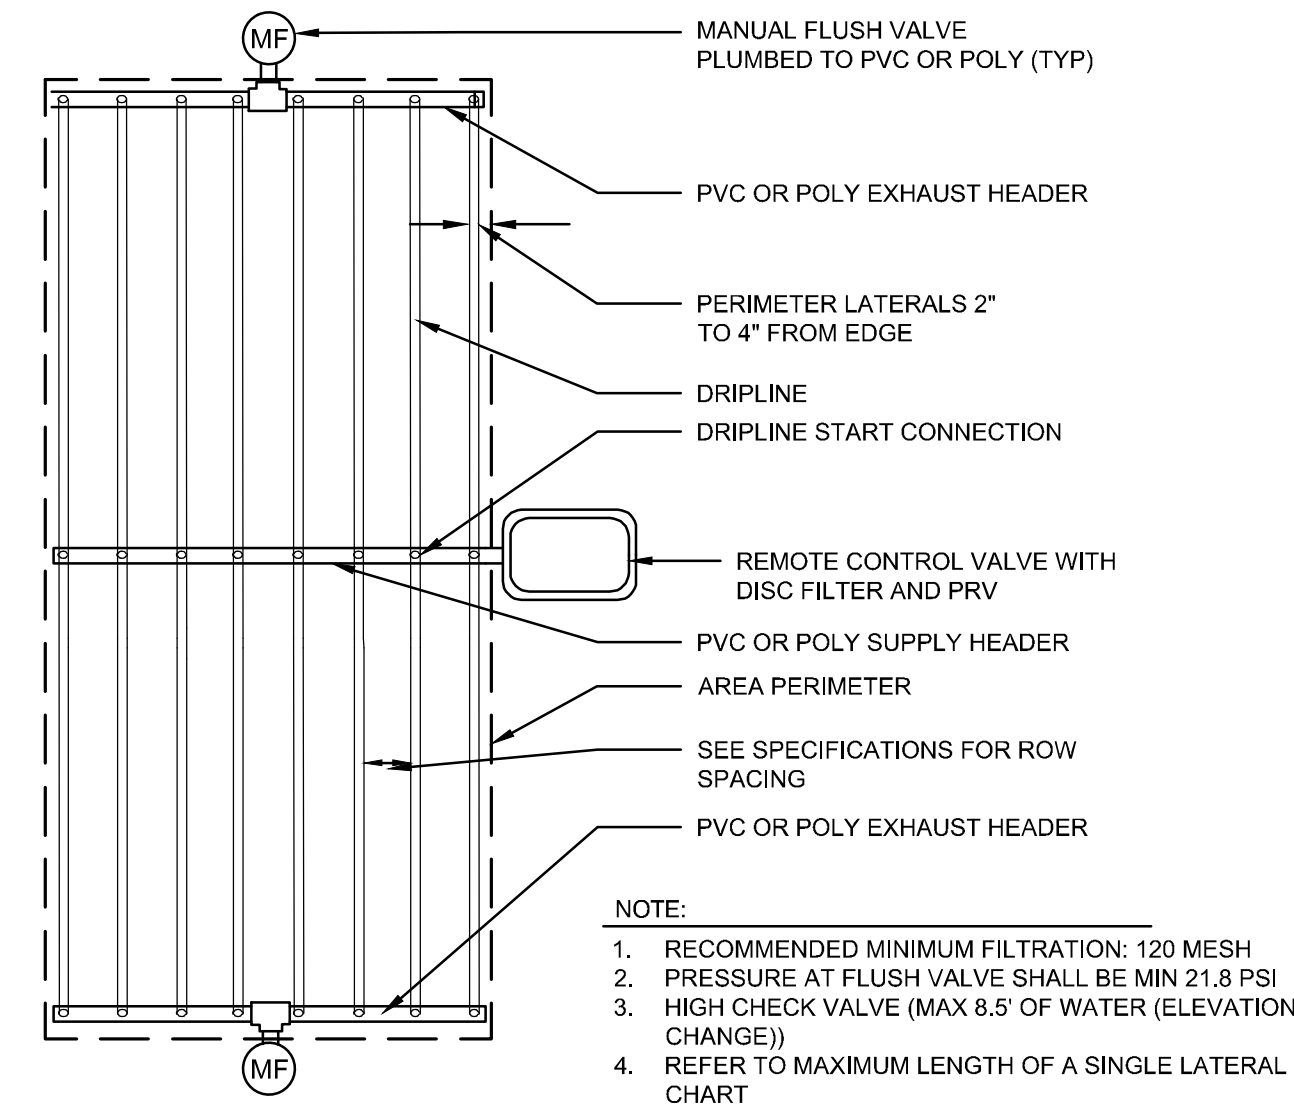 MF
MANUAL FLUSH VALVE
PLUMBED TO PVC OR POLY (TYP)
PVC OR POLY EXHAUST HEADER
PERIMETER LATERALS 2"
TO 4" FROM EDGE
DRIPLINE
DRIPLINE START CONNECTION
REMOTE CONTROL VALVE WITH
DISC FILTER AND PRV
PVC OR POLY SUPPLY HEADER
AREA PERIMETER
SEE SPECIFICATIONS FOR ROW
SPACING
PVC OR POLY EXHAUST HEADER
MF
NOTE:
1. RECOMMENDED MINIMUM FILTRATION: 120 MESH
2. PRESSURE AT FLUSH VALVE SHALL BE MIN 21.8 PSI
3. HIGH CHECK VALVE (MAX 8.5' OF WATER (ELEVATION
CHANGE))
4. REFER TO MAXIMUM LENGTH OF A SINGLE LATERAL
CHART